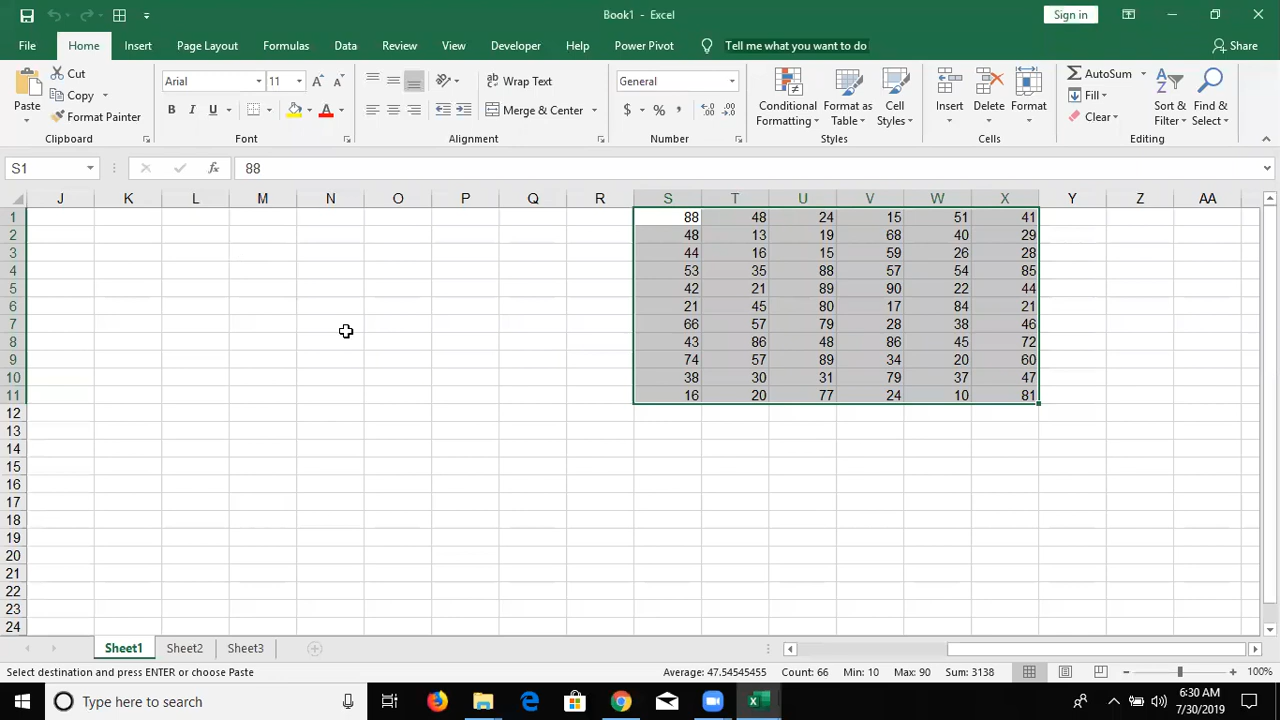 Book1 - Excel
Sign in
File Home Insert Page Layout Formulas Data Review View Developer Help Power Pivot Tell me what you want to do Share
Paste Cut Copy Format Painter
Clipboard
Arial 11
B I U
Font
Wrap Text
Merge & Center
Alignment
General
$ % ,
Number
Conditional Formatting Format as Table Cell Styles
Styles
Insert Delete Format
Cells
AutoSum Fill Clear
Sort & Filter Find & Select
Editing
S1 fx 88
J K L M N O P Q R S T U V W X Y Z AA
1 88 48 24 15 51 41
2 48 13 19 68 40 29
3 44 16 15 59 26 28
4 53 35 88 57 54 85
5 42 21 89 90 22 44
6 21 45 80 17 84 21
7 66 57 79 28 38 46
8 43 86 48 86 45 72
9 74 57 89 34 20 60
10 38 30 31 79 37 47
11 16 20 77 24 10 81
12
13
14
15
16
17
18
19
20
21
22
23
24
Sheet1 Sheet2 Sheet3
Select destination and press ENTER or choose Paste Average: 47.54545455 Count: 66 Min: 10 Max: 90 Sum: 3138 100%
Type here to search
6:30 AM
7/30/2019